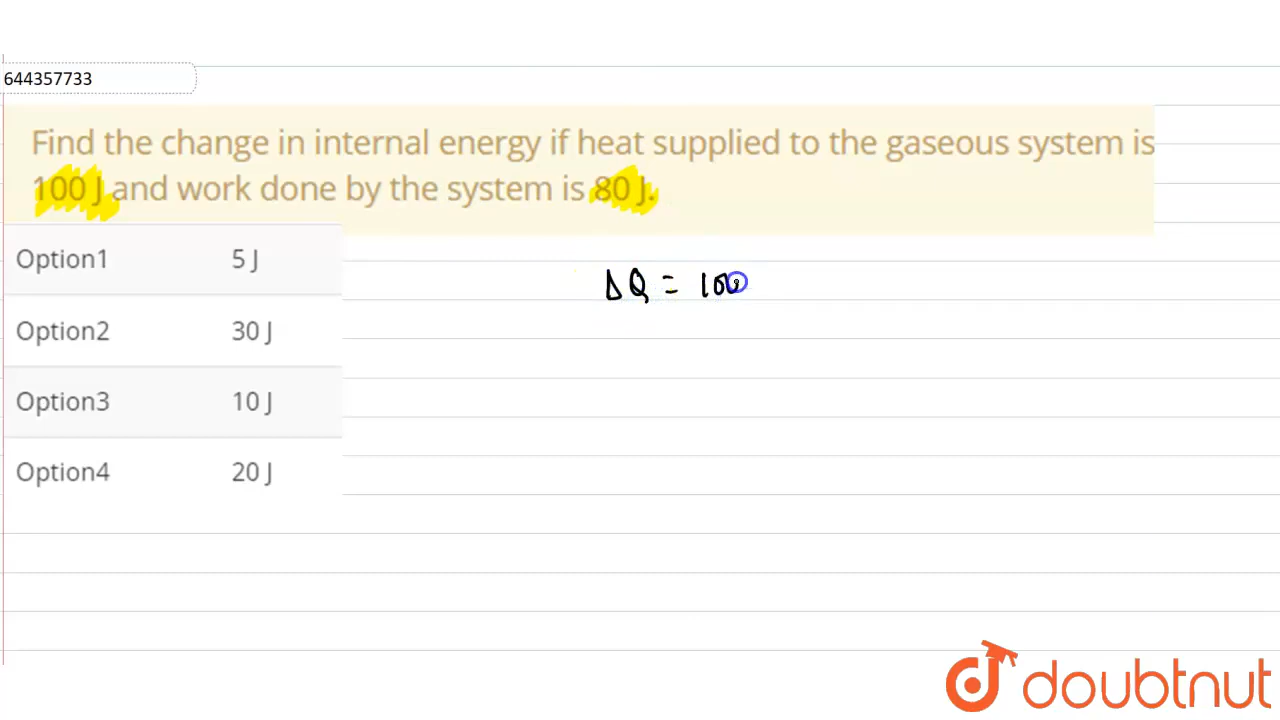 644357733
Find the change in internal energy if heat supplied to the gaseous system is
100 J and work done by the system is 80 J.
Option1 5 J
ΔQ = 100
Option2 30 J
Option3 10 J
Option4 20 J
doubtnut